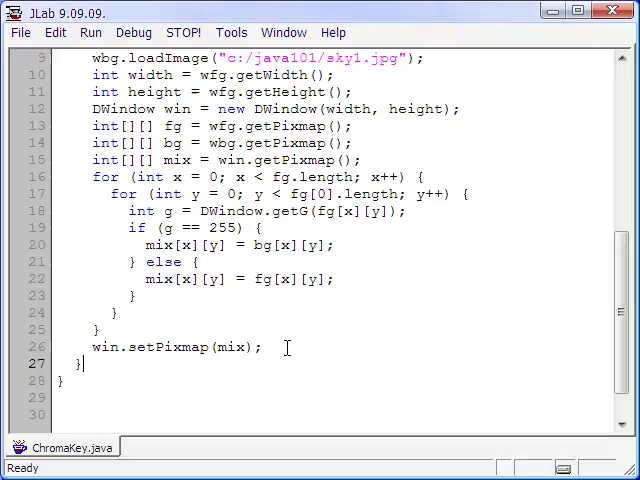 JLab 9.09.09.
File Edit Run Debug STOP! Tools Window Help
9 wbg.loadImage("c:/java101/sky1.jpg");
10 int width = wfg.getWidth();
11 int height = wfg.getHeight();
12 DWindow win = new DWindow(width, height);
13 int[][] fg = wfg.getPixmap();
14 int[][] bg = wbg.getPixmap();
15 int[][] mix = win.getPixmap();
16 for (int x = 0; x < fg.length; x++) {
17 for (int y = 0; y < fg[0].length; y++) {
18 int g = DWindow.getG(fg[x][y]);
19 if (g == 255) {
20 mix[x][y] = bg[x][y];
21 } else {
22 mix[x][y] = fg[x][y];
23 }
24 }
25 }
26 win.setPixmap(mix);
27 }
28 }
29
30
ChromaKey.java
Ready